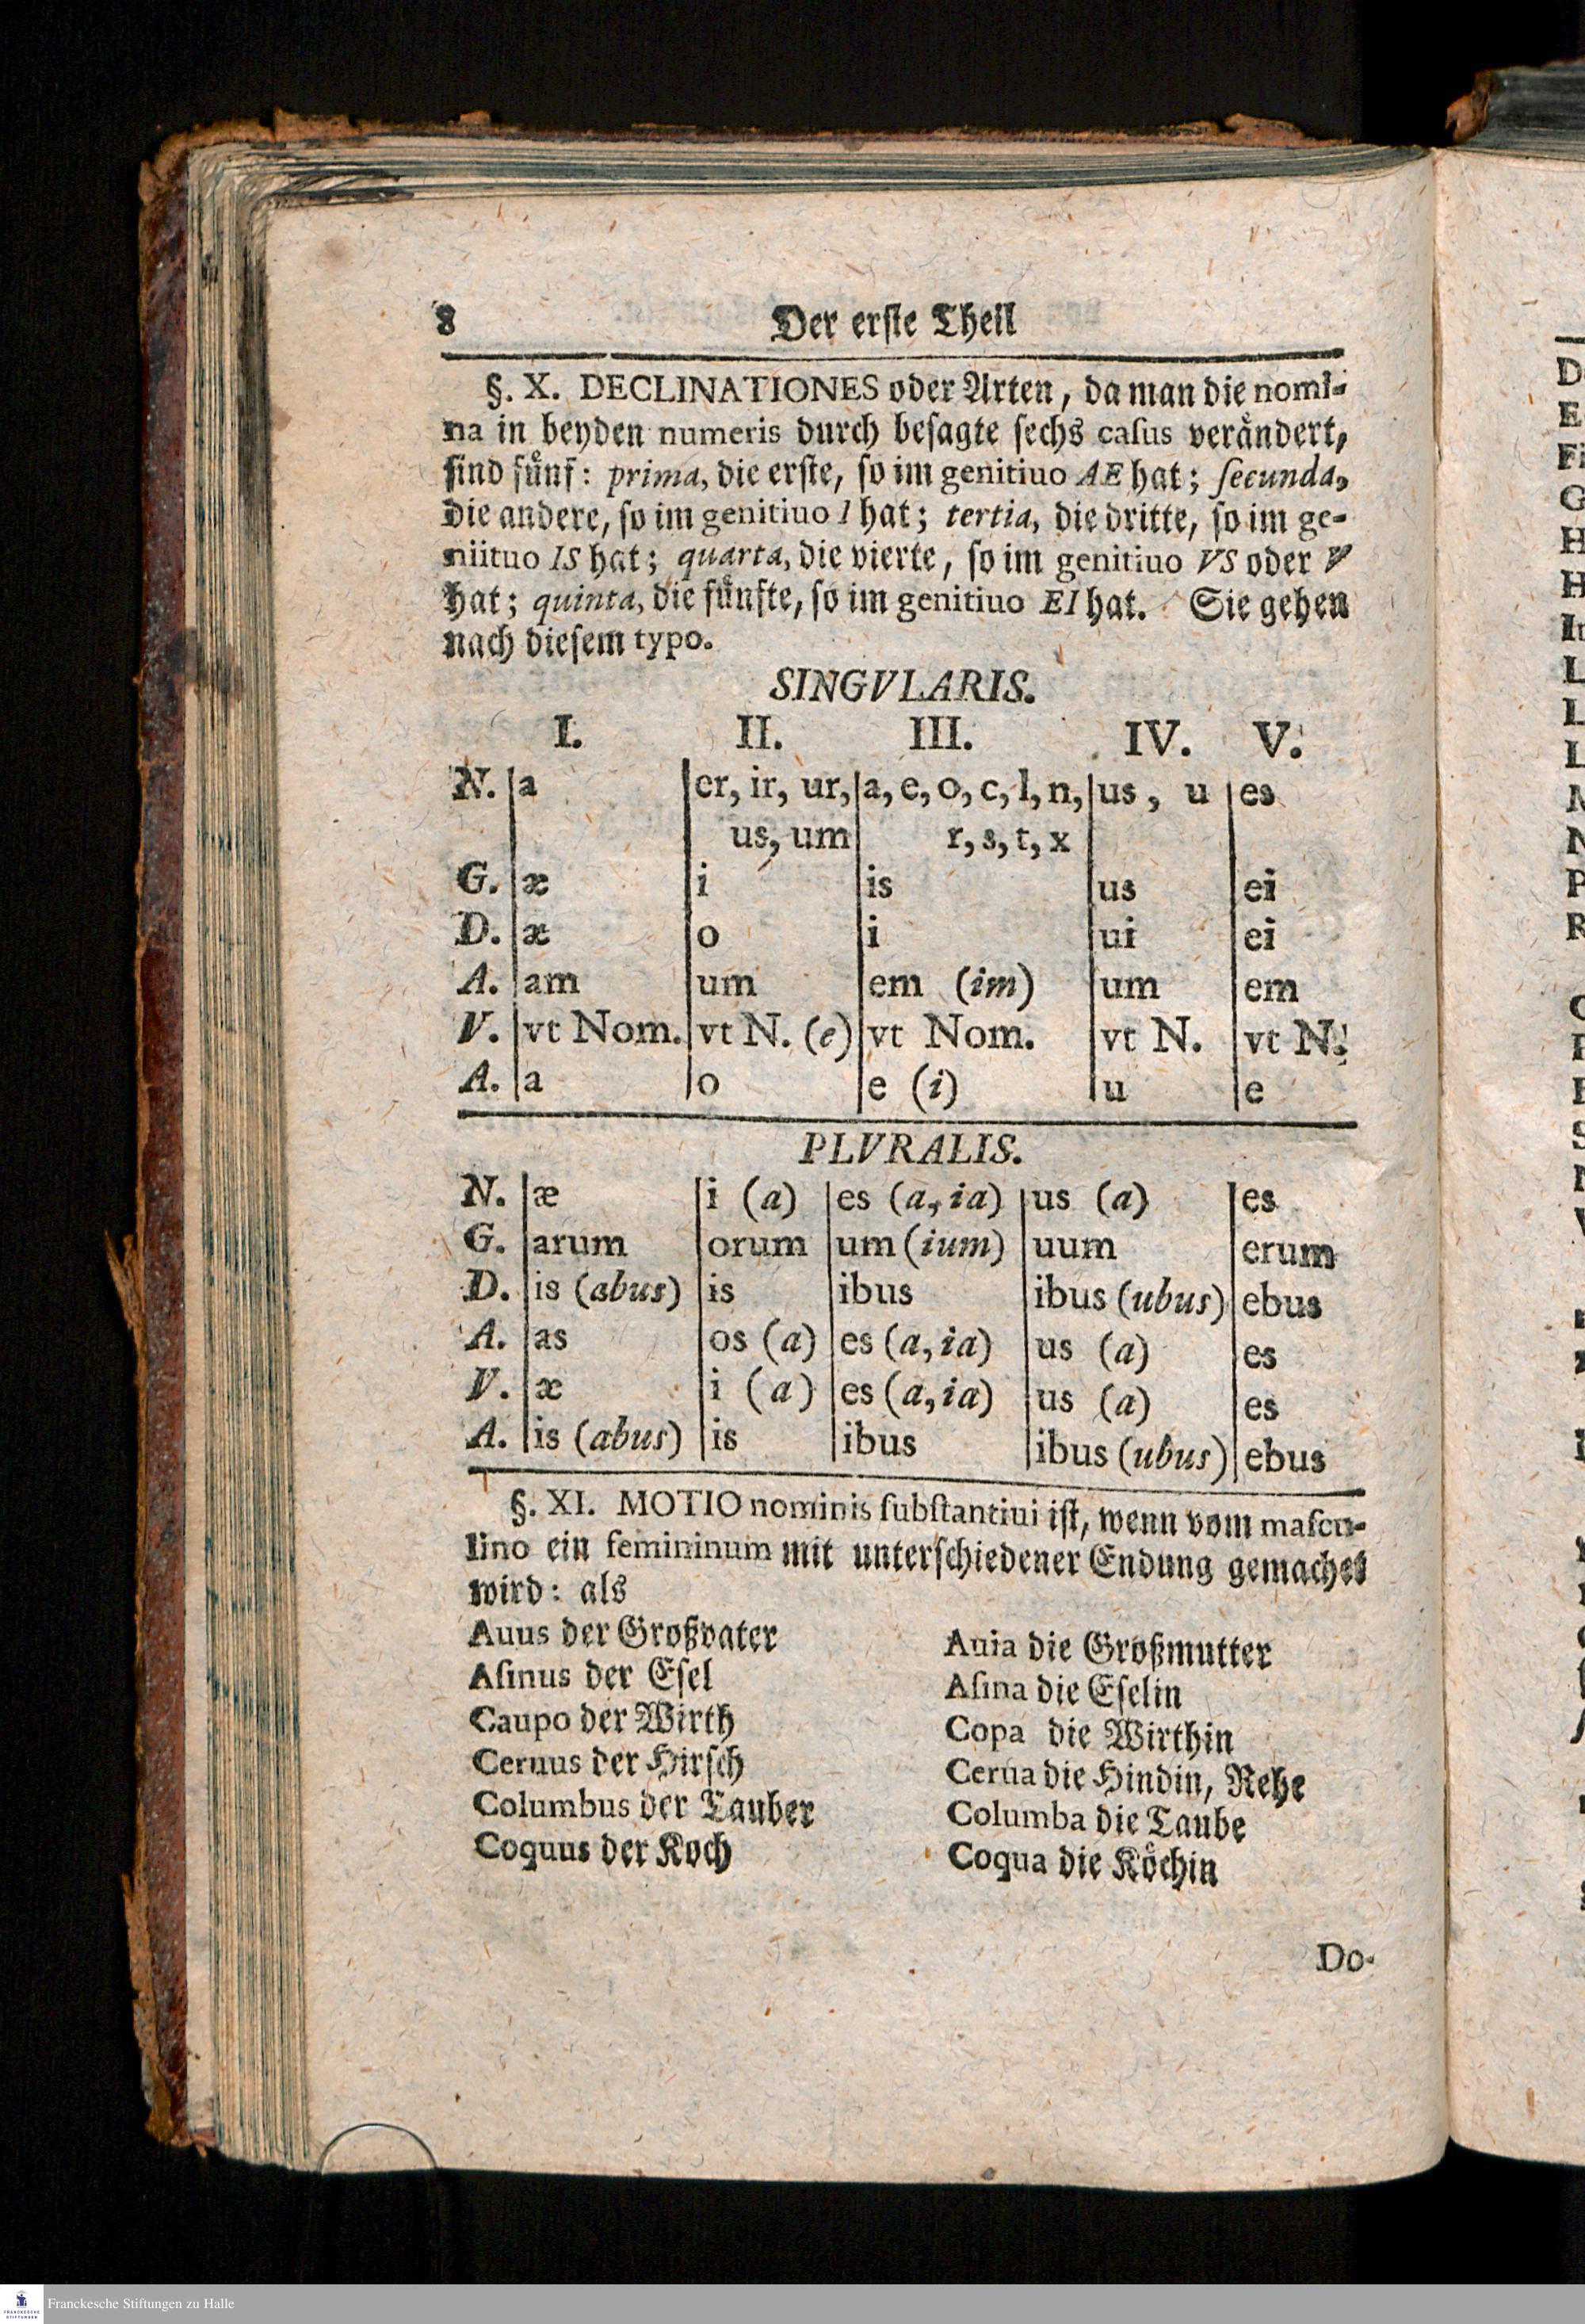 8 Der erste Theil
§. X. DECLINATIONES oder Arten, da man die nomi-
na in beyden numeris durch besagte sechs casus verändert,
sind fünf: prima, die erste, so im genitiuo AE hat; secunda,
die andere, so im genitiuo I hat; tertia, die dritte, so im ge-
niituo IS hat; quarta, die vierte, so im genitiuo VS oder V
hat; quinta, die fünfte, so im genitiuo EI hat. Sie gehen
nach diesem typo.
SINGVLARIS.
I. II. III. IV. V.
N. a er, ir, ur, a, e, o, c, l, n, us, u es
us, um r, s, t, x
G. æ i is us ei
D. æ o i ui ei
A. am um em (im) um em
V. vt Nom. vt N. (e) vt Nom. vt N. vt N.
A. a o e (i) u e
PLVRALIS.
N. æ i (a) es (a, ia) us (a) es
G. arum orum um (ium) uum erum
D. is (abus) is ibus ibus (ubus) ebus
A. as os (a) es (a, ia) us (a) es
V. æ i (a) es (a, ia) us (a) es
A. is (abus) is ibus ibus (ubus) ebus
§. XI. MOTIO nominis substantiui ist, wenn vom mascu-
lino ein femininum mit unterschiedener Endung gemachet
wird: als
Auus der Großvater Auia die Großmutter
Asinus der Esel Asina die Eselin
Caupo der Wirth Copa die Wirthin
Ceruus der Hirsch Cerua die Hindin, Rehe
Columbus der Tauber Columba die Taube
Coquus der Koch Coqua die Köchin
Do-
Franckesche Stiftungen zu Halle